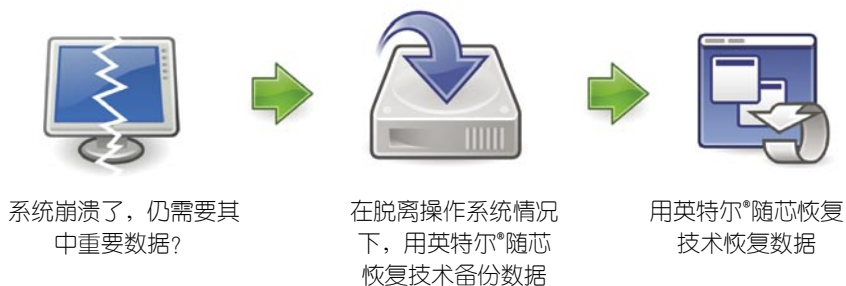 系统崩溃了，仍需要其
中重要数据？
在脱离操作系统情况
下，用英特尔®随芯
恢复技术备份数据
用英特尔®随芯恢复
技术恢复数据